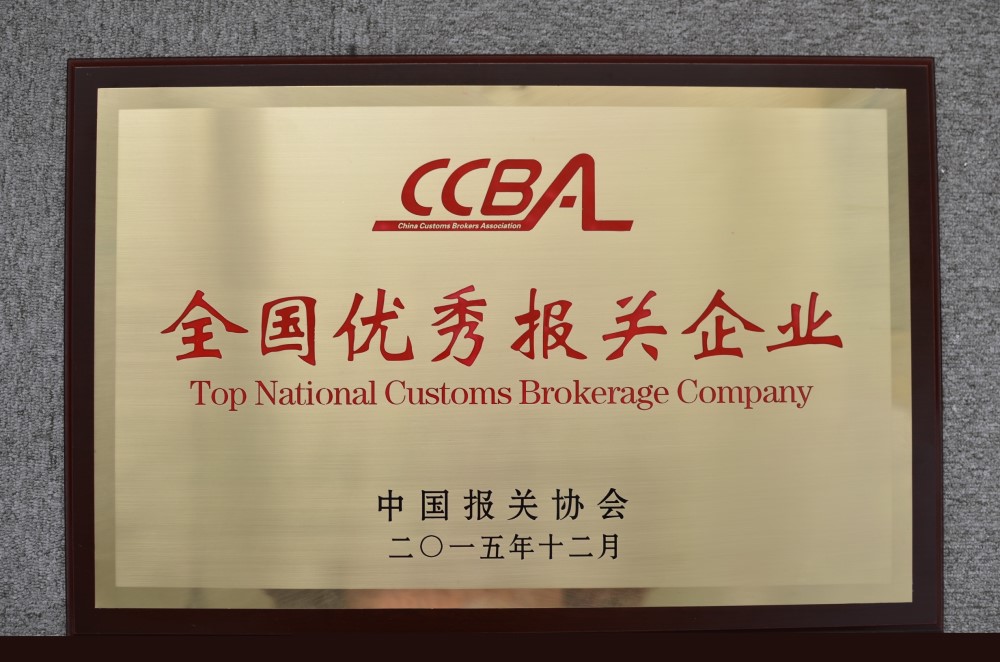 CCBA
China Customs Brokers Association
全国优秀报关企业
Top National Customs Brokerage Company
中国报关协会
二〇一五年十二月